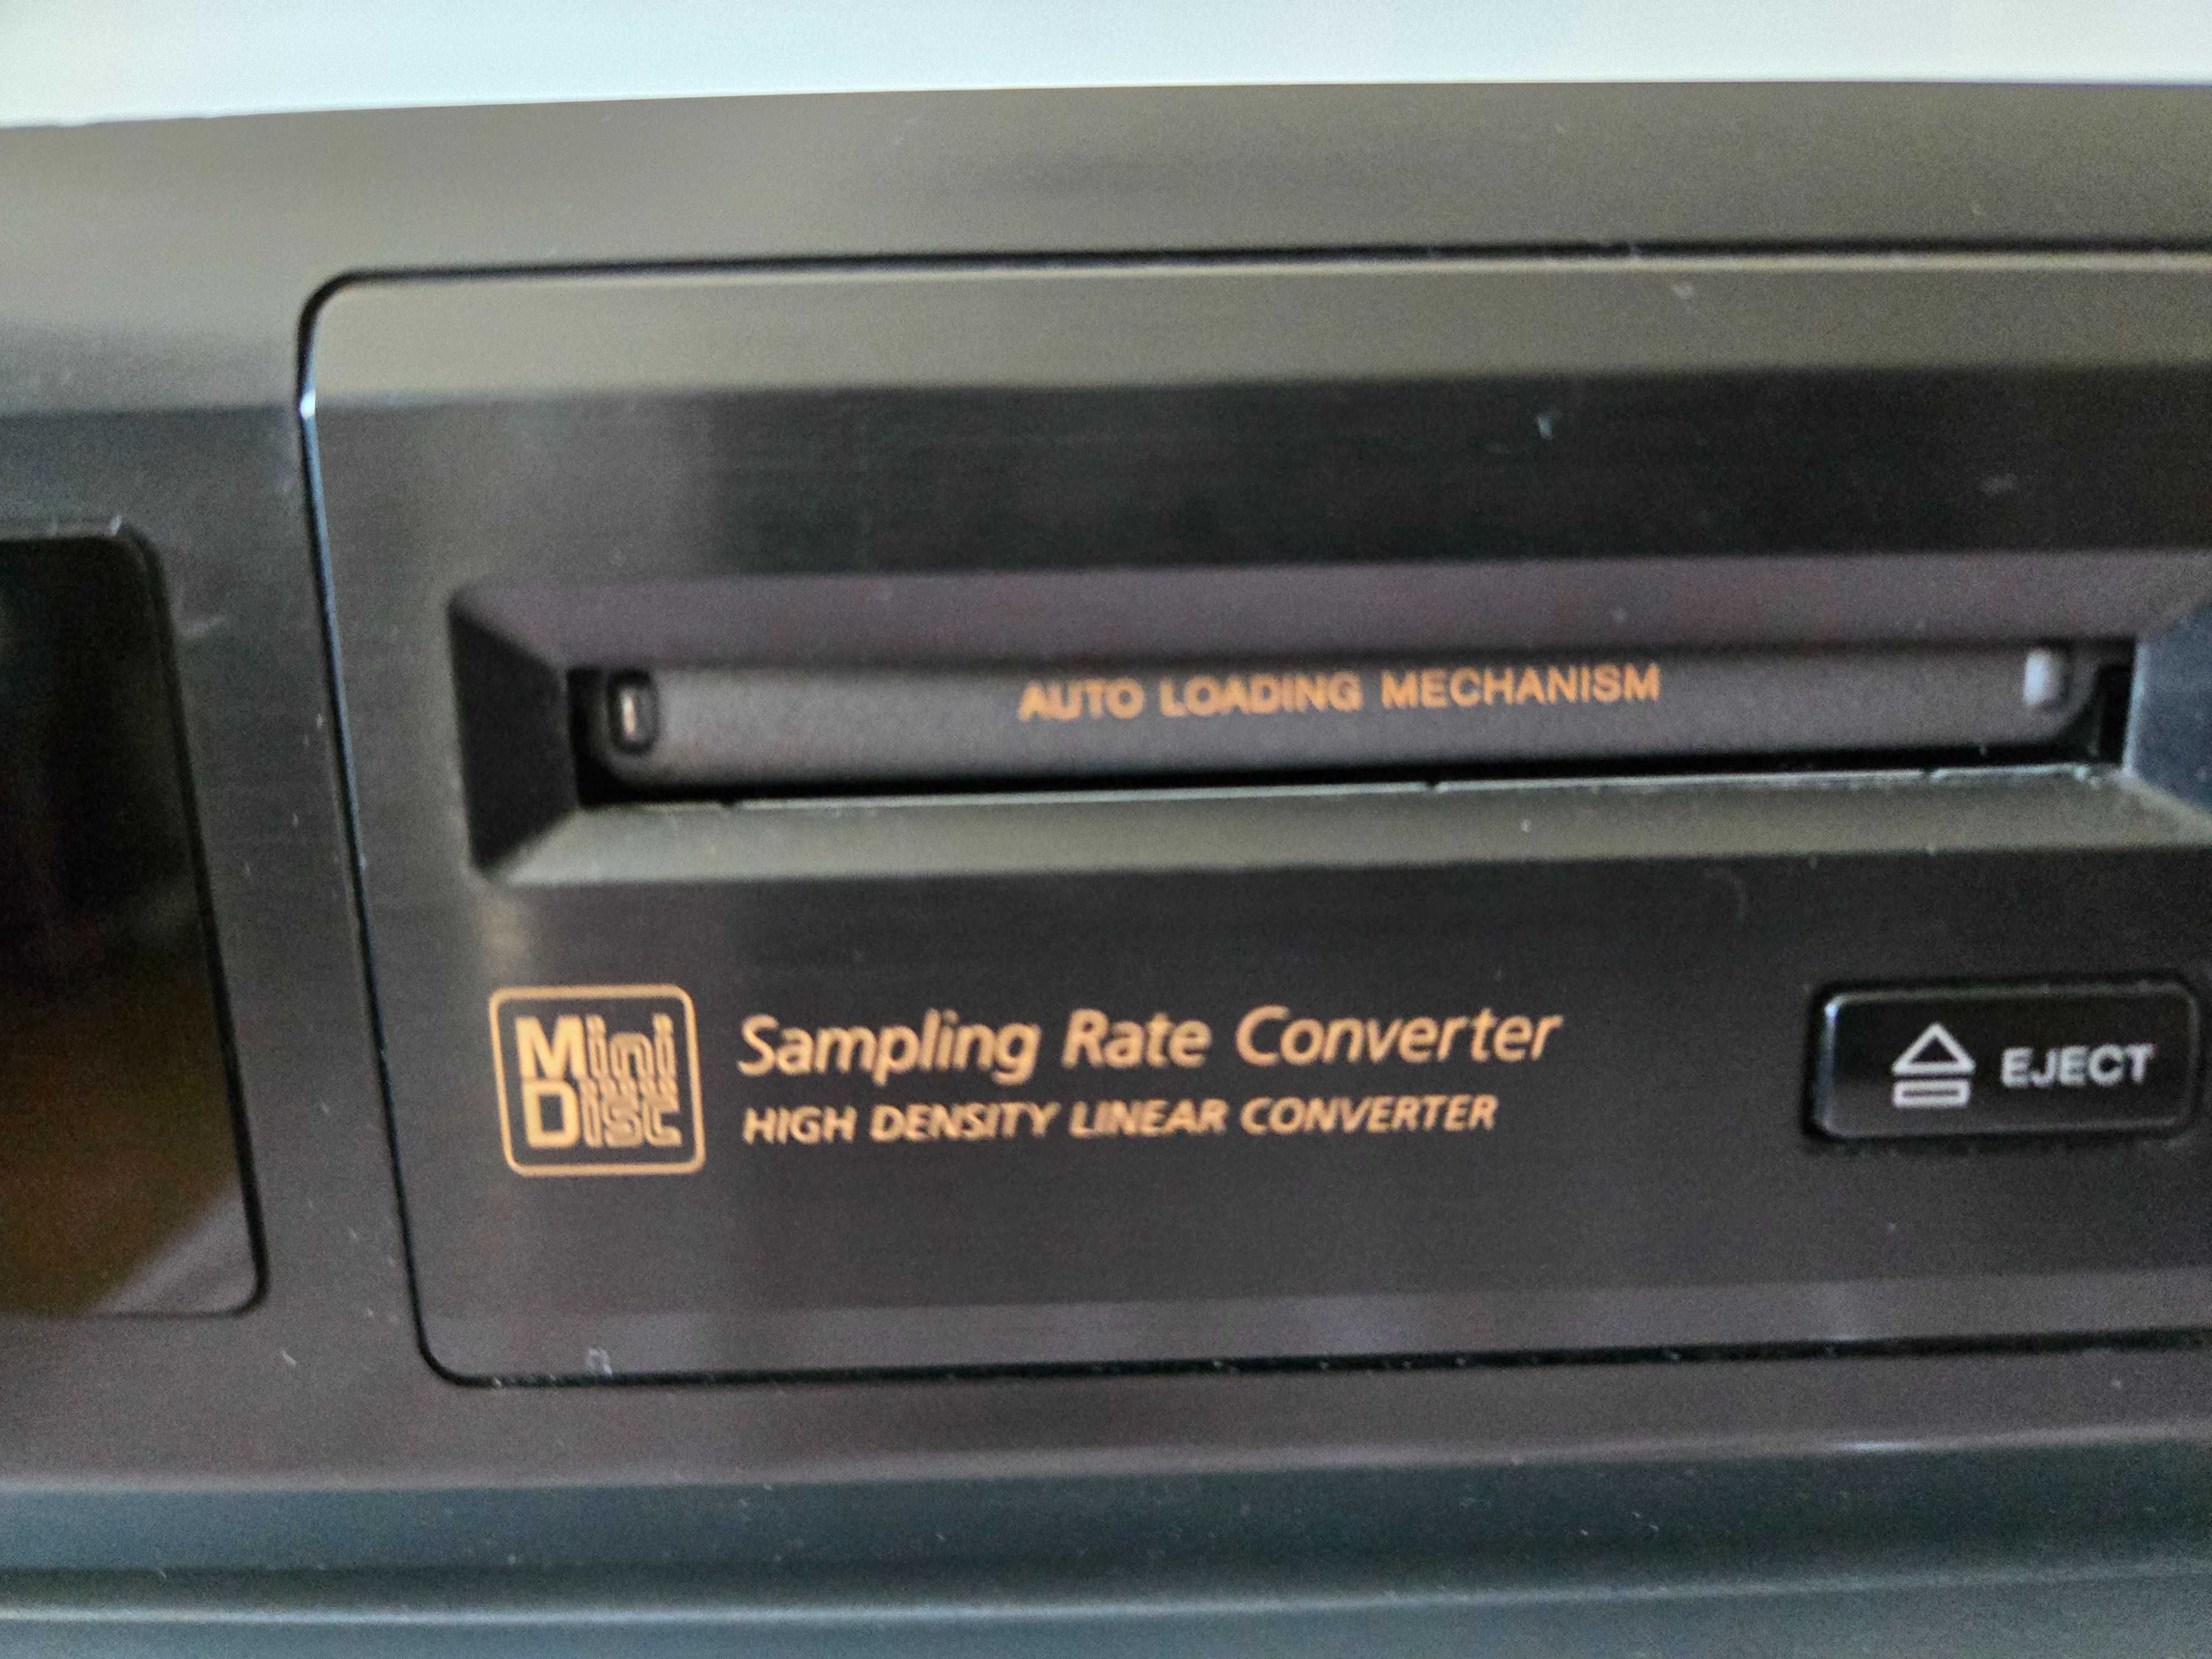 AUTO LOADING MECHANISM
Mini
Disc
Sampling Rate Converter
HIGH DENSITY LINEAR CONVERTER
EJECT